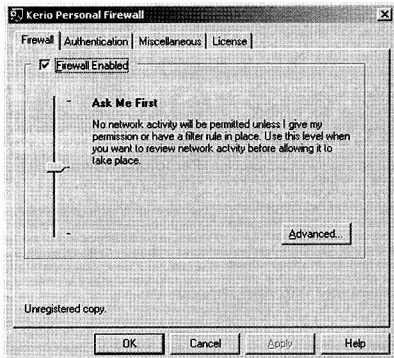 Kerio Personal Firewall
Firewall Authentication Miscellaneous License
Firewall Enabled
Ask Me First
No network activity will be permitted unless I give my
permission or have a filter rule in place. Use this level when
you want to review network activity before allowing it to
take place.
Advanced...
Unregistered copy.
OK Cancel Apply Help